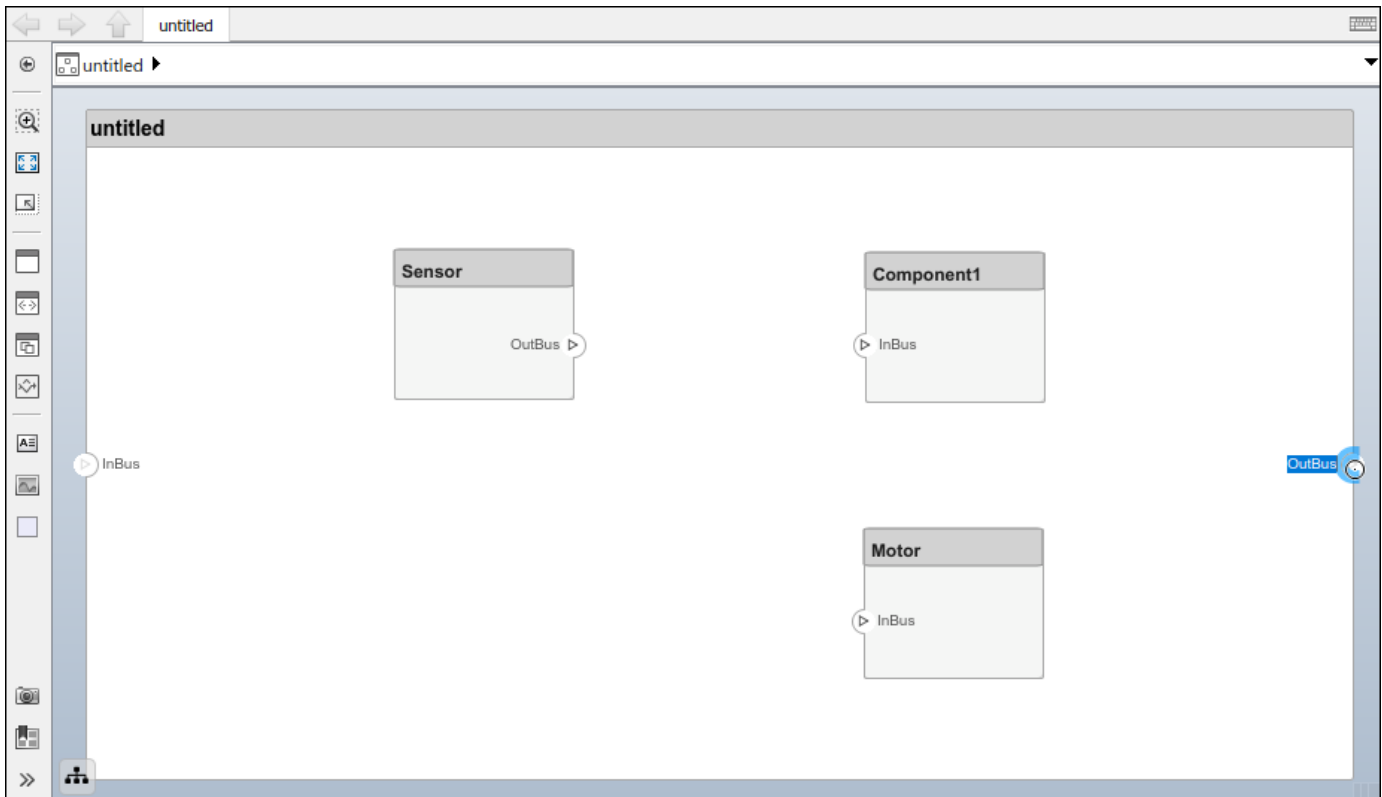 untitled
untitled
untitled
Sensor
Component1
OutBus
InBus
InBus
OutBus
Motor
InBus